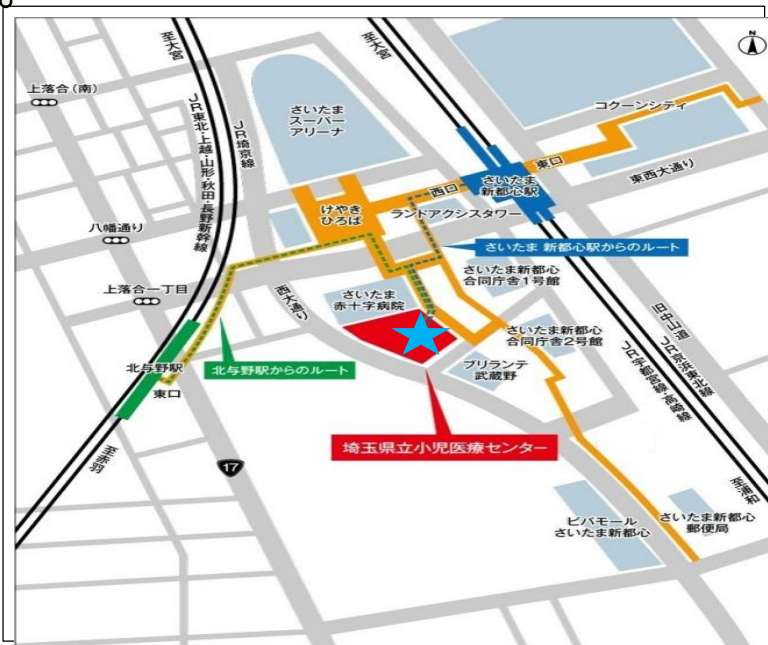 N
至大宮
至大宮
上落合(南)
JR東北・上越・山形・秋田・長野新幹線
JR埼京線
さいたま
スーパー
アリーナ
コクーンシティ
東口
さいたま
新都心駅
西口
東西大通り
けやき
ひろば
ランドアクシスタワー
八幡通り
さいたま 新都心駅からのルート
さいたま新都心
合同庁舎1号館
上落合一丁目
西大通り
さいたま
赤十字病院
旧中山道
JR京浜東北線
JR宇都宮線・高崎線
さいたま新都心
合同庁舎2号館
北与野駅
東口
北与野駅からのルート
ブリランテ
武蔵野
埼玉県立小児医療センター
至赤羽
17
至浦和
ビバモール
さいたま新都心
さいたま新都心
郵便局